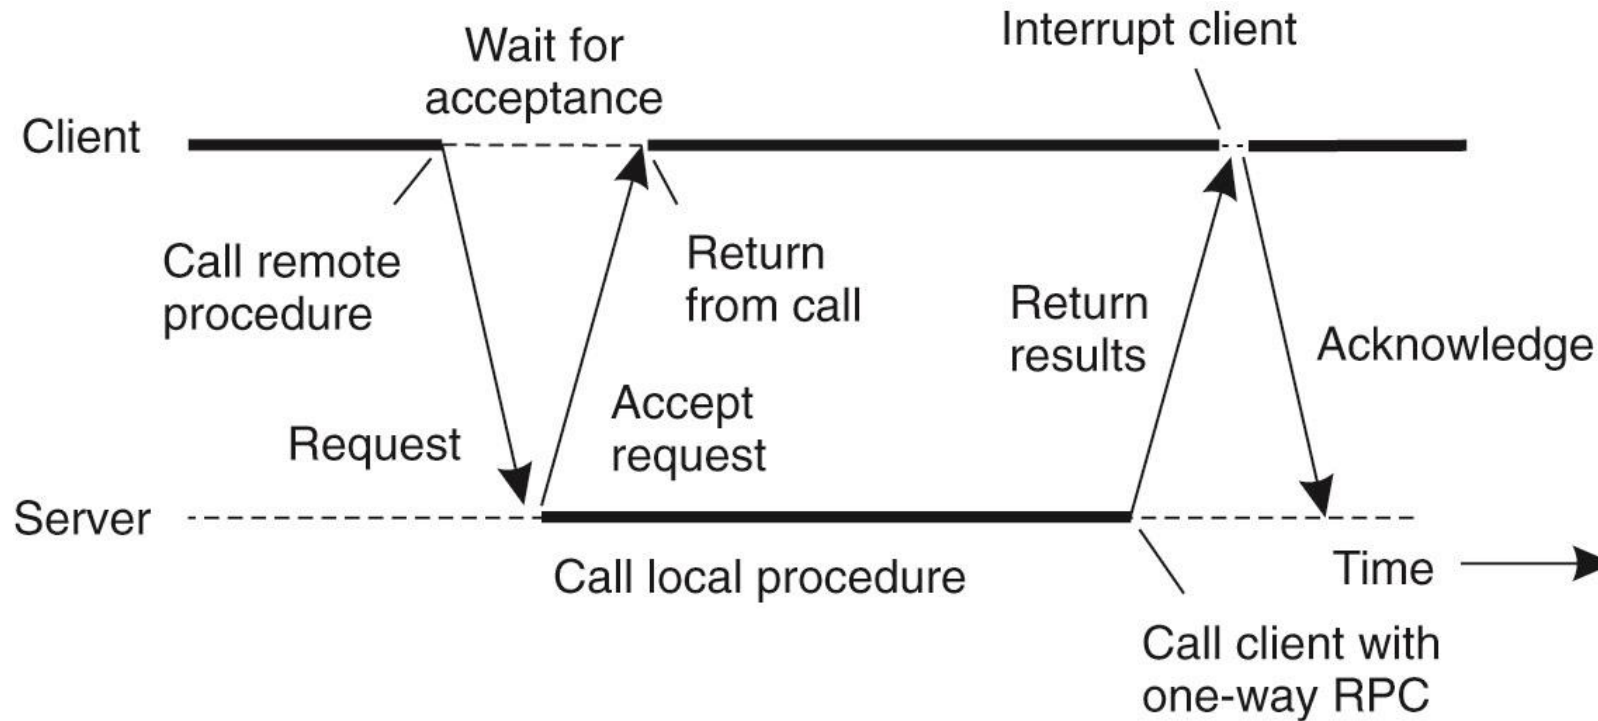 Wait for
acceptance
Interrupt client
Client
Call remote
procedure
Return
from call
Return
results
Acknowledge
Request
Accept
request
Server
Call local procedure
Time
Call client with
one-way RPC